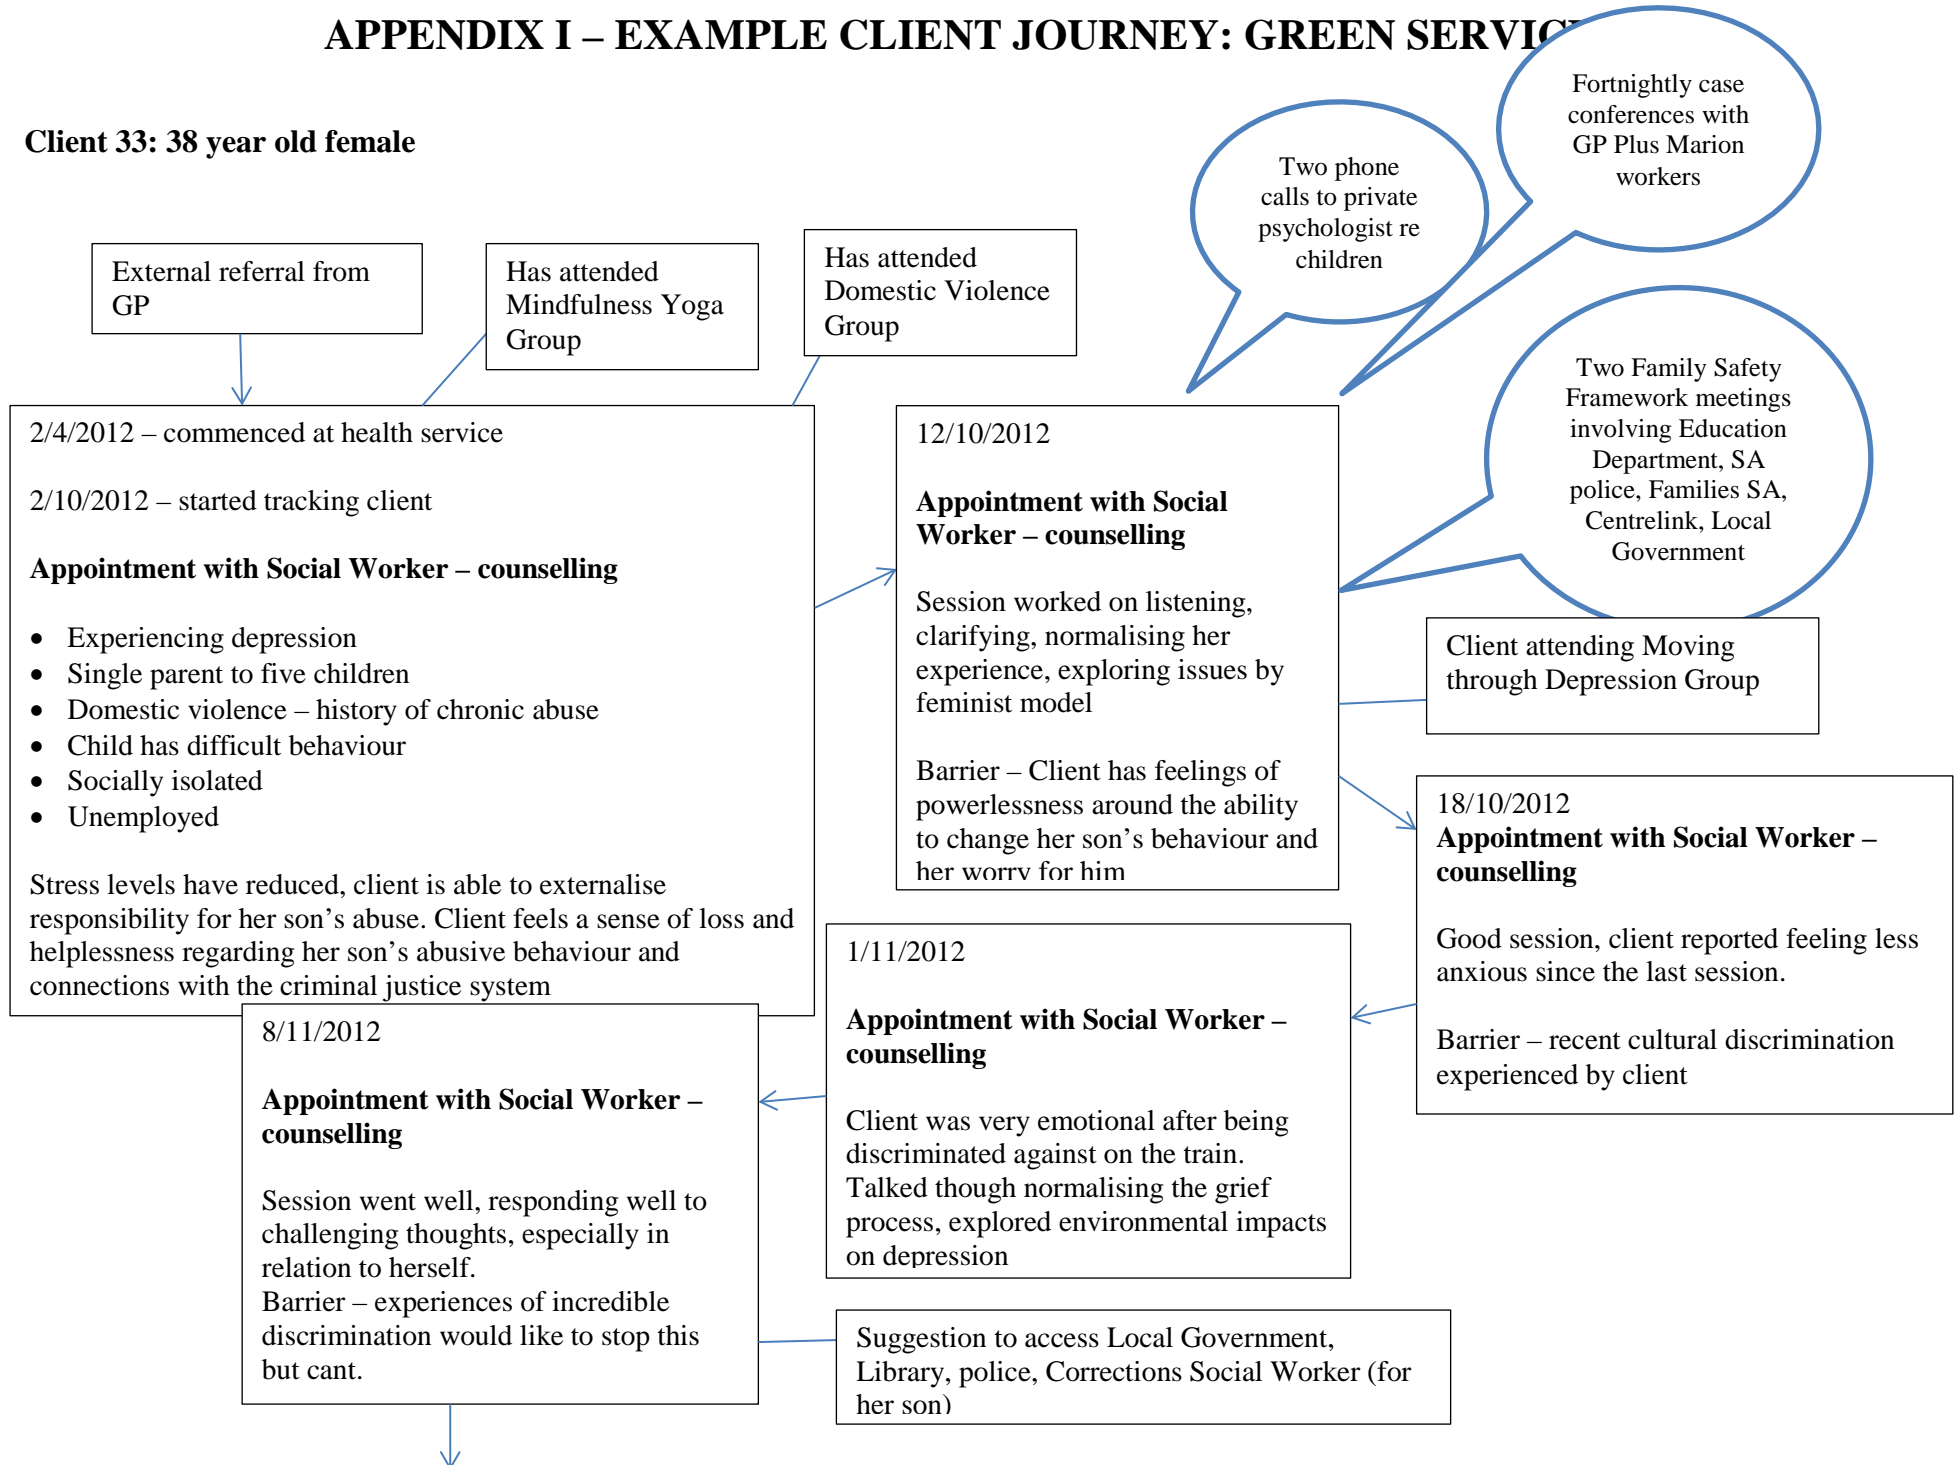 APPENDIX I – EXAMPLE CLIENT JOURNEY: GREEN
Client 33: 38 year old female
Fortnightly case
conferences with
GP Plus Marion
workers
Two phone
calls to private
psychologist re
children
External referral from
GP
Has attended
Mindfulness Yoga
Group
Has attended
Domestic Violence
Group
Two Family Safety
Framework meetings
involving Education
Department, SA
police, Families SA,
Centrelink, Local
Government
2/4/2012 – commenced at health service
2/10/2012 – started tracking client
Appointment with Social Worker – counselling
• Experiencing depression
• Single parent to five children
• Domestic violence – history of chronic abuse
• Child has difficult behaviour
• Socially isolated
• Unemployed
Stress levels have reduced, client is able to externalise
responsibility for her son’s abuse. Client feels a sense of loss and
helplessness regarding her son’s abusive behaviour and
connections with the criminal justice system
12/10/2012
Appointment with Social
Worker – counselling
Session worked on listening,
clarifying, normalising her
experience, exploring issues by
feminist model
Barrier – Client has feelings of
powerlessness around the ability
to change her son’s behaviour and
her worry for him
Client attending Moving
through Depression Group
18/10/2012
Appointment with Social Worker –
counselling
Good session, client reported feeling less
anxious since the last session.
Barrier – recent cultural discrimination
experienced by client
1/11/2012
Appointment with Social Worker –
counselling
Client was very emotional after being
discriminated against on the train.
Talked though normalising the grief
process, explored environmental impacts
on depression
8/11/2012
Appointment with Social Worker –
counselling
Session went well, responding well to
challenging thoughts, especially in
relation to herself.
Barrier – experiences of incredible
discrimination would like to stop this
but cant.
Suggestion to access Local Government,
Library, police, Corrections Social Worker (for
her son)